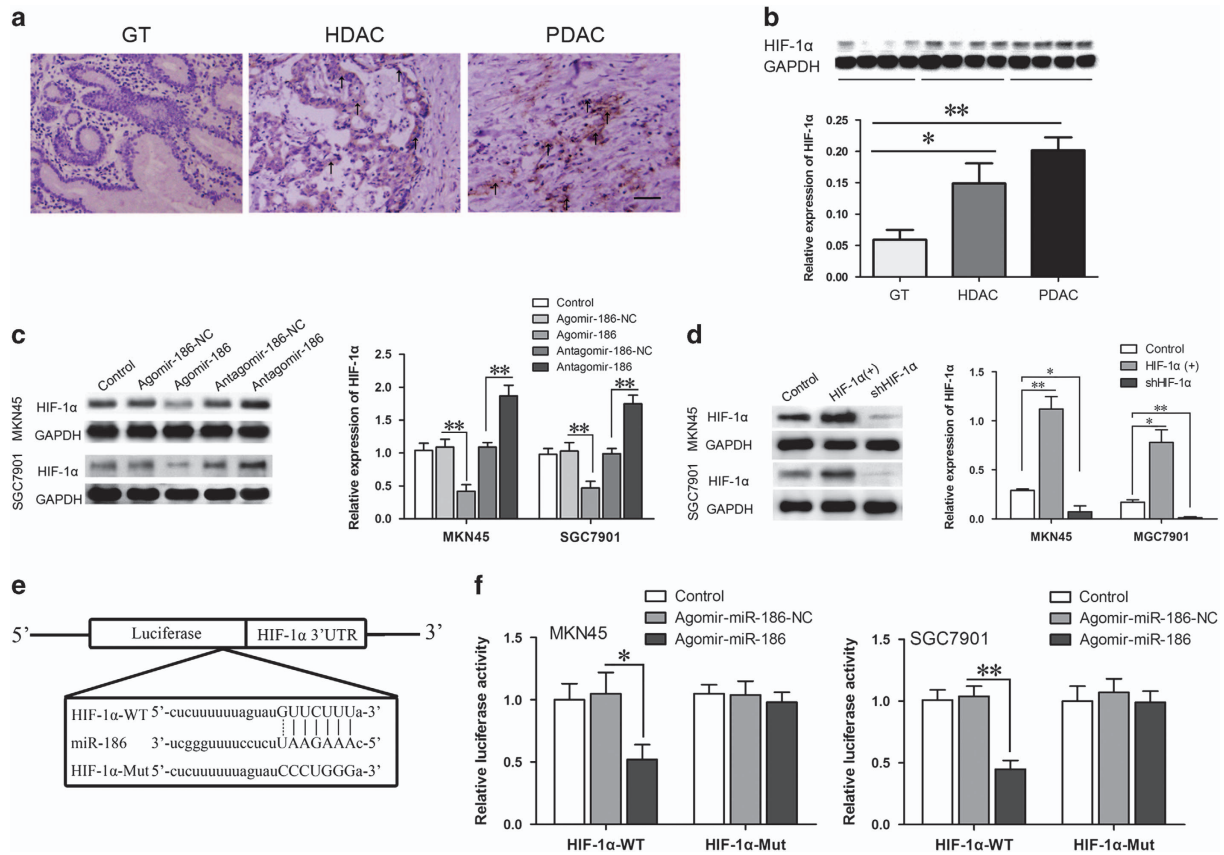 a
GT
HDAC
PDAC
b
HIF-1α
GAPDH
**
*
Relative expression of HIF-1α
0.25
0.20
0.15
0.10
0.05
0.00
GT
HDAC
PDAC
c
Control
Agomir-186-NC
Agomir-186
Antagomir-186-NC
Antagomir-186
MKN45
HIF-1α
GAPDH
SGC7901
HIF-1α
GAPDH
Control
Agomir-186-NC
Agomir-186
Antagomir-186-NC
Antagomir-186
Relative expression of HIF-1α
2.5
2.0
1.5
1.0
0.5
0.0
**
**
**
**
MKN45
SGC7901
d
Control
HIF-1α(+)
shHIF-1α
MKN45
HIF-1α
GAPDH
SGC7901
HIF-1α
GAPDH
Control
HIF-1α (+)
shHIF-1α
Relative expression of HIF-1α
1.5
1.0
0.5
0.0
*
**
**
*
MKN45
MGC7901
e
5’
Luciferase
HIF-1α 3’UTR
3’
HIF-1α-WT 5’-cucuuuuuuaguauGUUCUUUa-3’
miR-186 3’-ucggguuuuccucuUAAGAAAc-5’
HIF-1α-Mut 5’-cucuuuuuuaguauCCCUGGGa-3’
f
Control
Agomir-miR-186-NC
Agomir-miR-186
MKN45
Relative luciferase activity
1.5
1.0
0.5
0.0
*
HIF-1α-WT
HIF-1α-Mut
Control
Agomir-miR-186-NC
Agomir-miR-186
SGC7901
Relative luciferase activity
1.5
1.0
0.5
0.0
**
HIF-1α-WT
HIF-1α-Mut